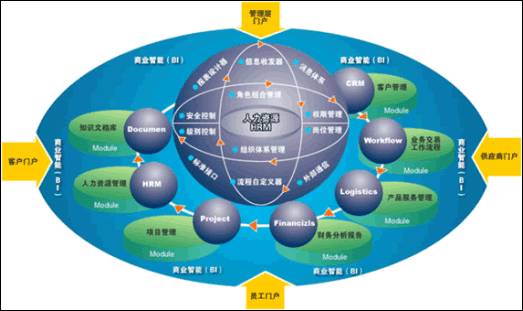 管理层
门户
商业智能（BI）
商业智能（BI）
报表设计器
信息收发器
消息体系
CRM
客户管理
Module
角色组合管理
知识文档库
Module
Documen
安全控制
级别控制
人力资源
HRM
权限管理
岗位管理
Workflow
业务交易
工作流程
Module
客户门户
商业智能（BI）
商业智能（BI）
供应商门户
组织体系管理
标准接口
流程自定义器
外部通信
人力资源管理
Module
HRM
Logistics
产品服务管理
Module
项目管理
Module
Project
Financizls
财务分析报告
Module
商业智能（BI）
商业智能（BI）
员工门户